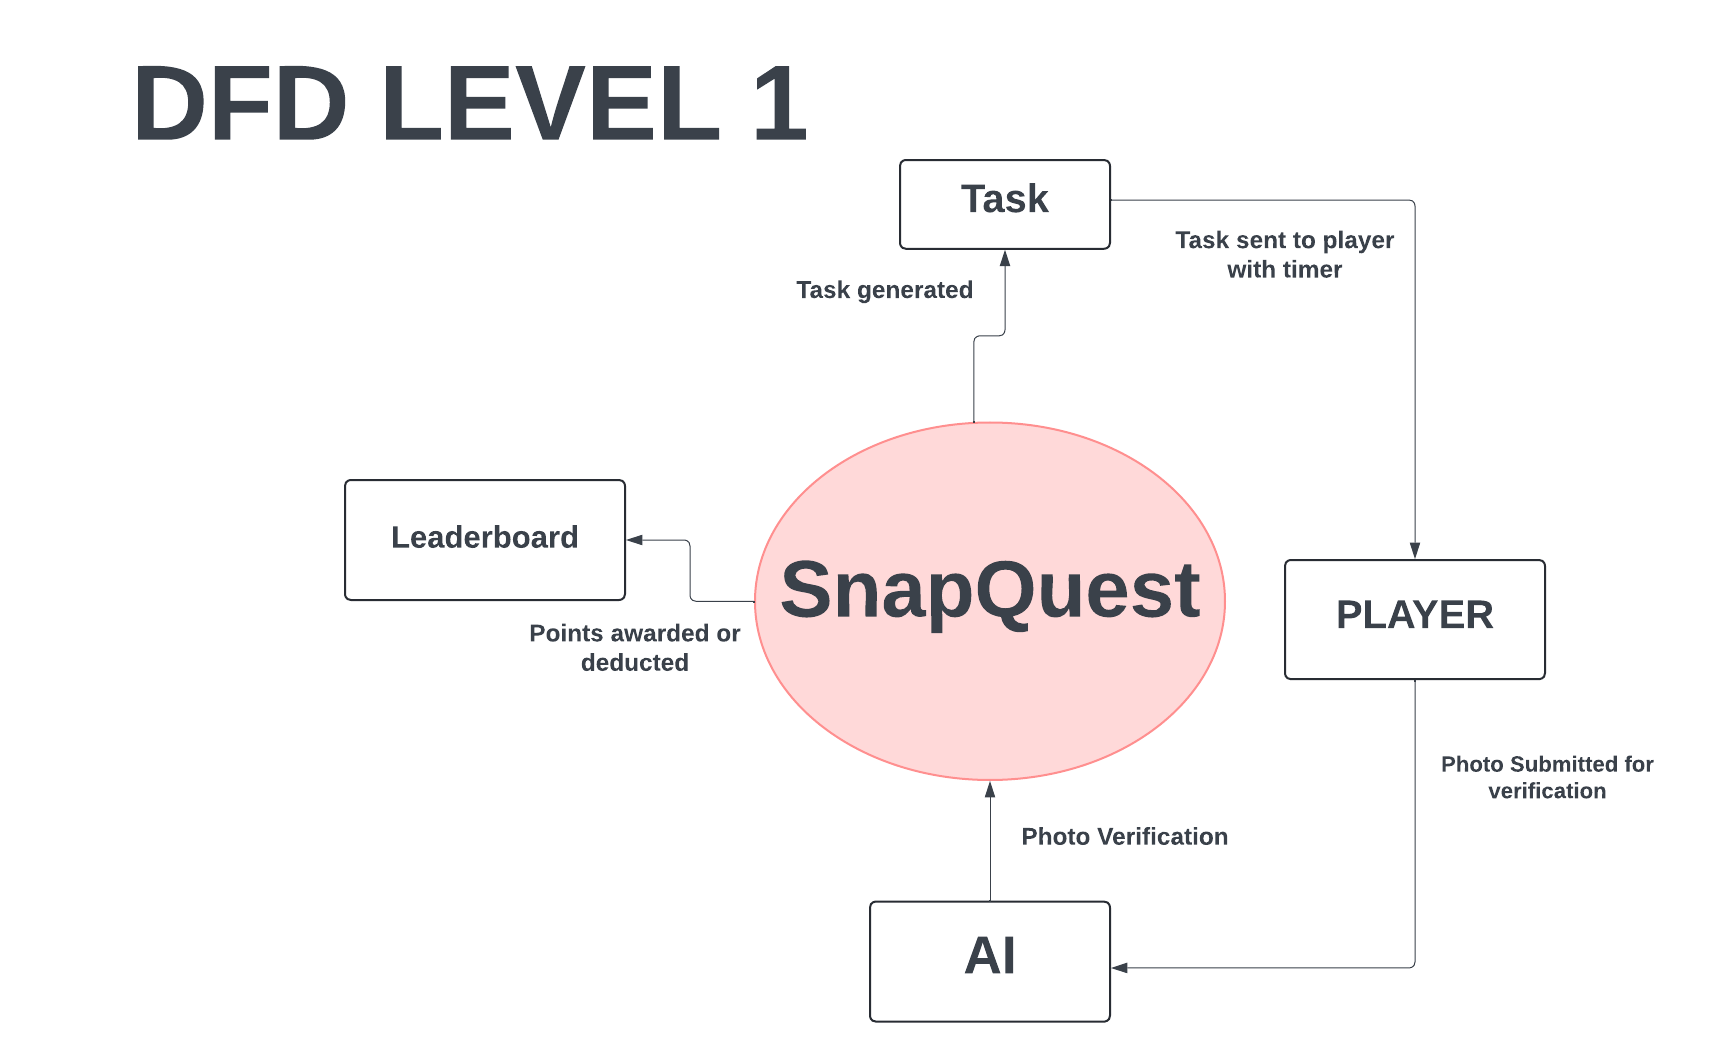 DFD LEVEL 1
Task
Task sent to player
with timer
Task generated
Leaderboard
SnapQuest
PLAYER
Points awarded or
deducted
Photo Submitted for
verification
Photo Verification
AI